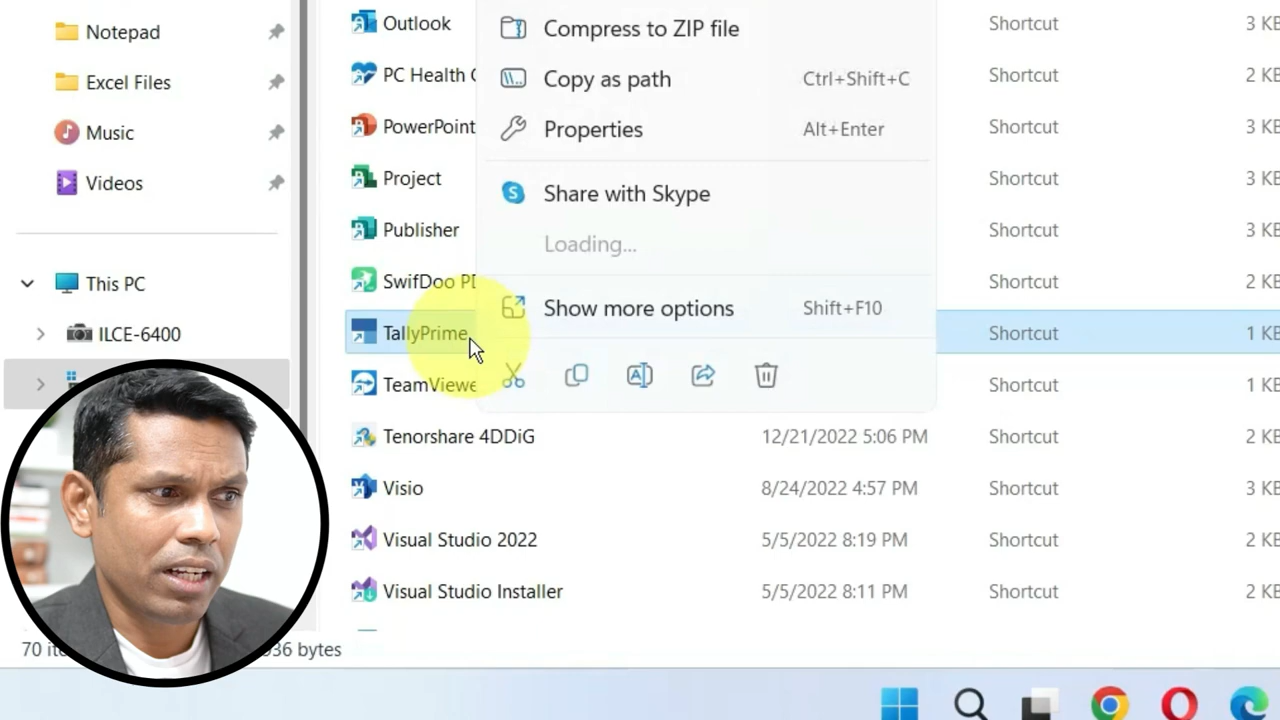 Notepad
Excel Files
Music
Videos
This PC
ILCE-6400
Outlook Shortcut 3 KB
PC Health Shortcut 2 KB
PowerPoint Shortcut 3 KB
Project Shortcut 3 KB
Publisher Shortcut 3 KB
SwifDoo Shortcut 2 KB
TallyPrime Shortcut 1 KB
TeamViewe
Tenorshare 4DDiG 12/21/2022 5:06 PM Shortcut 2 KB
Visio 8/24/2022 4:57 PM Shortcut 3 KB
Visual Studio 2022 5/5/2022 8:19 PM Shortcut 2 KB
Visual Studio Installer 5/5/2022 8:11 PM Shortcut 2 KB
Compress to ZIP file
Copy as path Ctrl+Shift+C
Properties Alt+Enter
Share with Skype
Loading...
Show more options Shift+F10
70 bytes